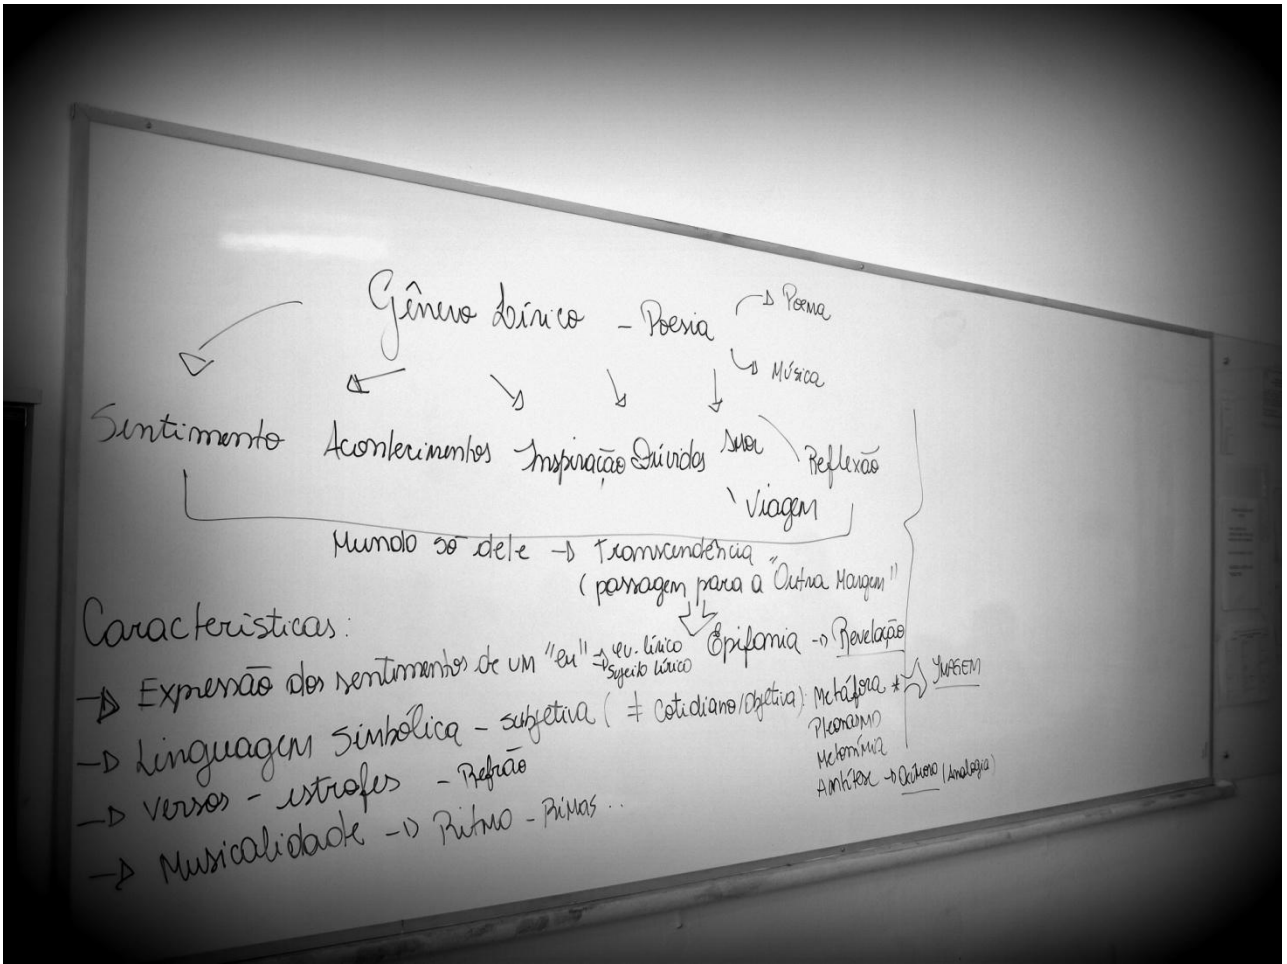 Gênero Lírico - Poesia → Poema
→ Música
Sentimento Acontecimentos Inspiração Dúvidas Reflexão
Viagem
Mundo só dele → Transcendência
(passagem para a "Outra Margem"
Epifania → Revelação
Características:
→ Expressão dos sentimentos de um "eu" → eu. lírico
Sujeito lírico
→ Linguagem Simbólica - subjetiva (≠ Cotidiano/Objetiva): Metáfora * ⇒ IMAGEM
Pleonasmo
Metonímia
Antítese → (Analogia)
→ Versos - estrofes - Refrão
→ Musicalidade → Ritmo - Rimas..